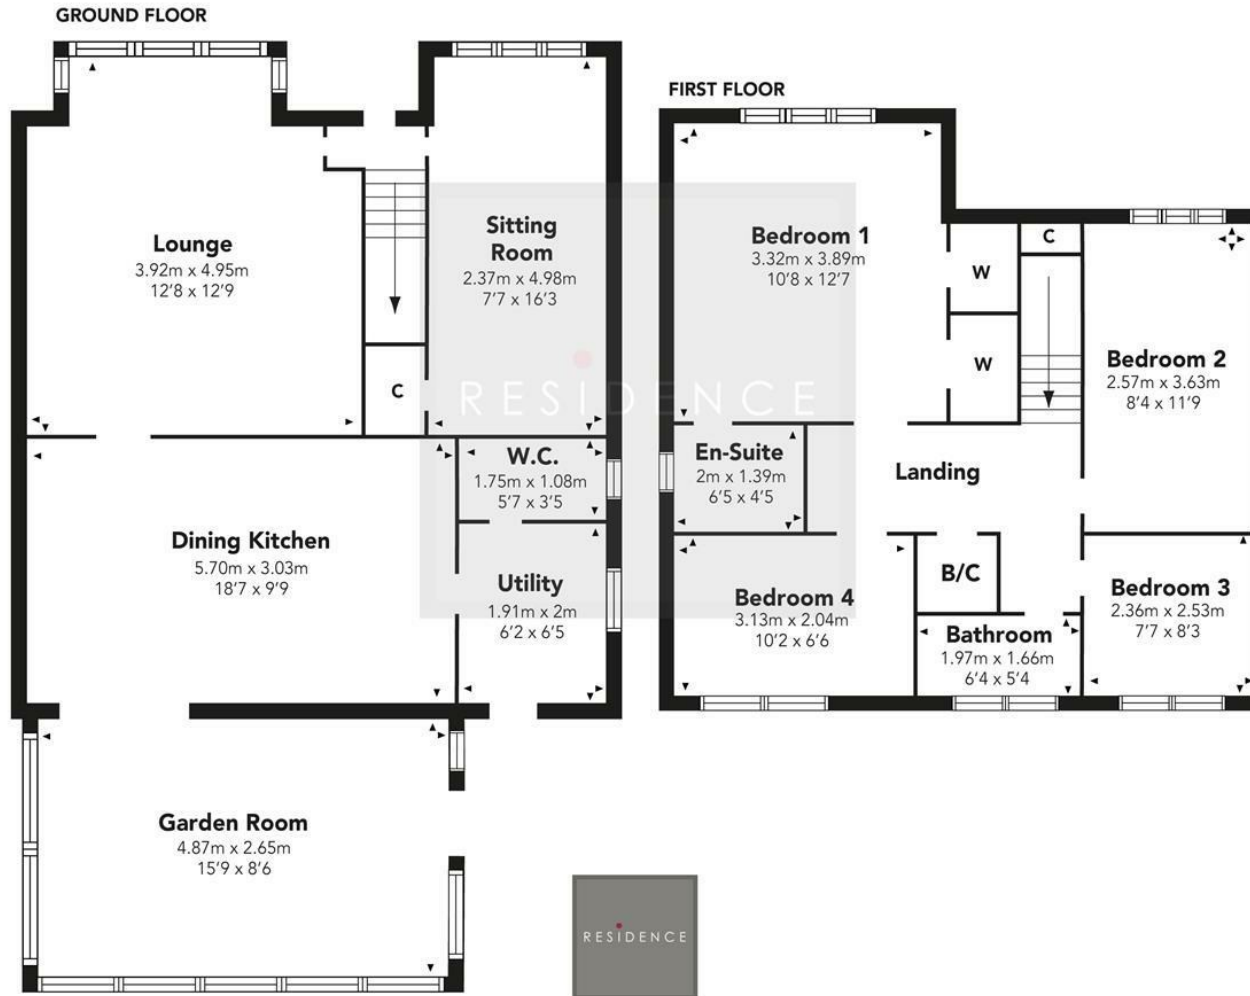 GROUND FLOOR
Lounge
3.92m x 4.95m
12'8 x 12'9
Sitting
Room
2.37m x 4.98m
7'7 x 16'3
C
W.C.
1.75m x 1.08m
5'7 x 3'5
Dining Kitchen
5.70m x 3.03m
18'7 x 9'9
Utility
1.91m x 2m
6'2 x 6'5
Garden Room
4.87m x 2.65m
15'9 x 8'6
FIRST FLOOR
Bedroom 1
3.32m x 3.89m
10'8 x 12'7
W
W
C
Bedroom 2
2.57m x 3.63m
8'4 x 11'9
En-Suite
2m x 1.39m
6'5 x 4'5
Landing
B/C
Bedroom 4
3.13m x 2.04m
10'2 x 6'6
Bathroom
1.97m x 1.66m
6'4 x 5'4
Bedroom 3
2.36m x 2.53m
7'7 x 8'3
RESIDENCE
RESIDENCE